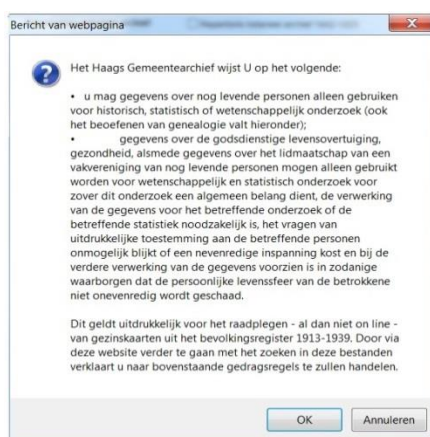 Bericht van webpagina
Het Haags Gemeentearchief wijst U op het volgende:
• u mag gegevens over nog levende personen alleen gebruiken
voor historisch, statistisch of wetenschappelijk onderzoek (ook
het beoefenen van genealogie valt hieronder);
• gegevens over de godsdienstige levensovertuiging,
gezondheid, alsmede gegevens over het lidmaatschap van een
vakvereniging van nog levende personen mogen alleen gebruikt
worden voor wetenschappelijk en statistisch onderzoek voor
zover dit onderzoek een algemeen belang dient, de verwerking
van de gegevens voor het betreffende onderzoek of de
betreffende statistiek noodzakelijk is, het vragen van
uitdrukkelijke toestemming aan de betreffende personen
onmogelijk blijkt of een nevenredige inspanning kost en bij de
verdere verwerking van de gegevens voorzien is in zodanige
waarborgen dat de persoonlijke levenssfeer van de betrokkene
niet onevenredig wordt geschaad.
Dit geldt uitdrukkelijk voor het raadplegen - al dan niet on line -
van gezinskaarten uit het bevolkingsregister 1913-1939. Door via
deze website verder te gaan met het zoeken in deze bestanden
verklaart u naar bovenstaande gedragsregels te zullen handelen.
OK
Annuleren